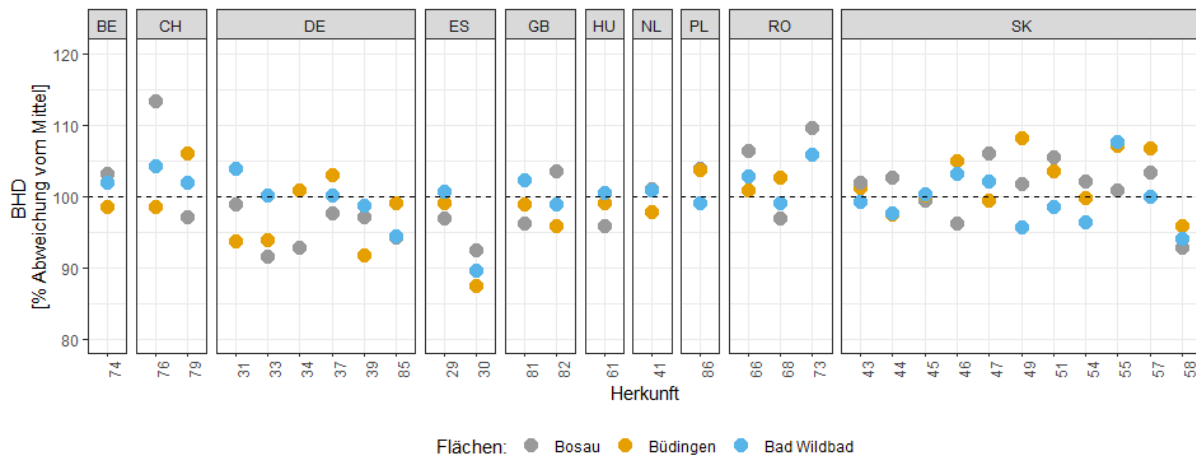 BE CH DE ES GB HU NL PL RO SK
BHD
[% Abweichung vom Mittel]
120
110
100
90
80
74 76 79 31 33 34 37 39 85 29 30 81 82 61 41 86 66 68 73 43 44 45 46 47 49 51 54 55 57 58
Herkunft
Flächen: Bosau Büdingen Bad Wildbad